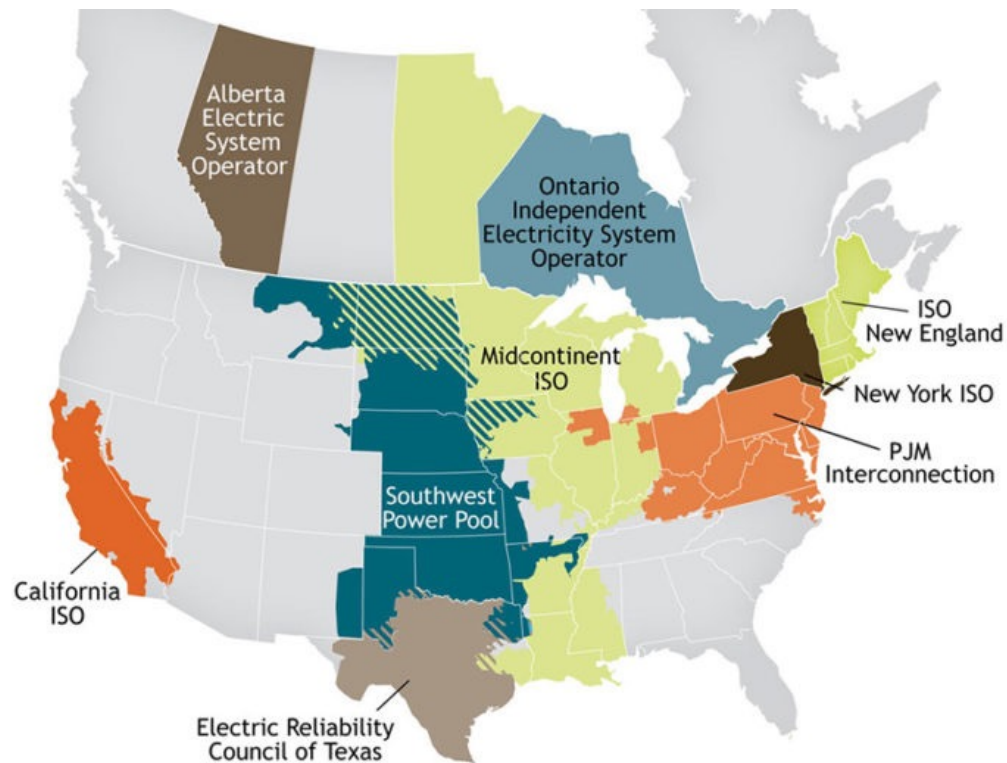 Alberta
Electric
System
Operator
Ontario
Independent
Electricity System
Operator
ISO
New England
Midcontinent
ISO
New York ISO
PJM
Interconnection
Southwest
Power Pool
California
ISO
Electric Reliability
Council of Texas